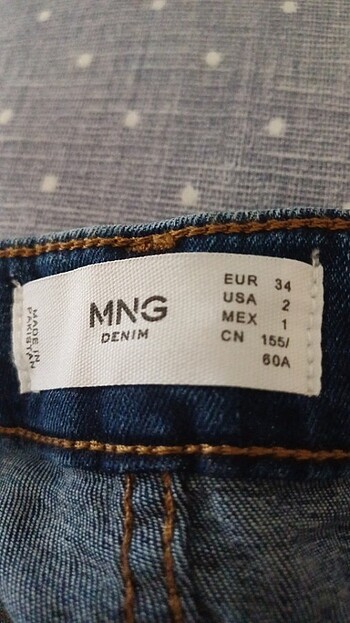 MADE IN
PAKISTAN
MNG
DENIM
EUR 34
USA 2
MEX 1
CN 155/
60A